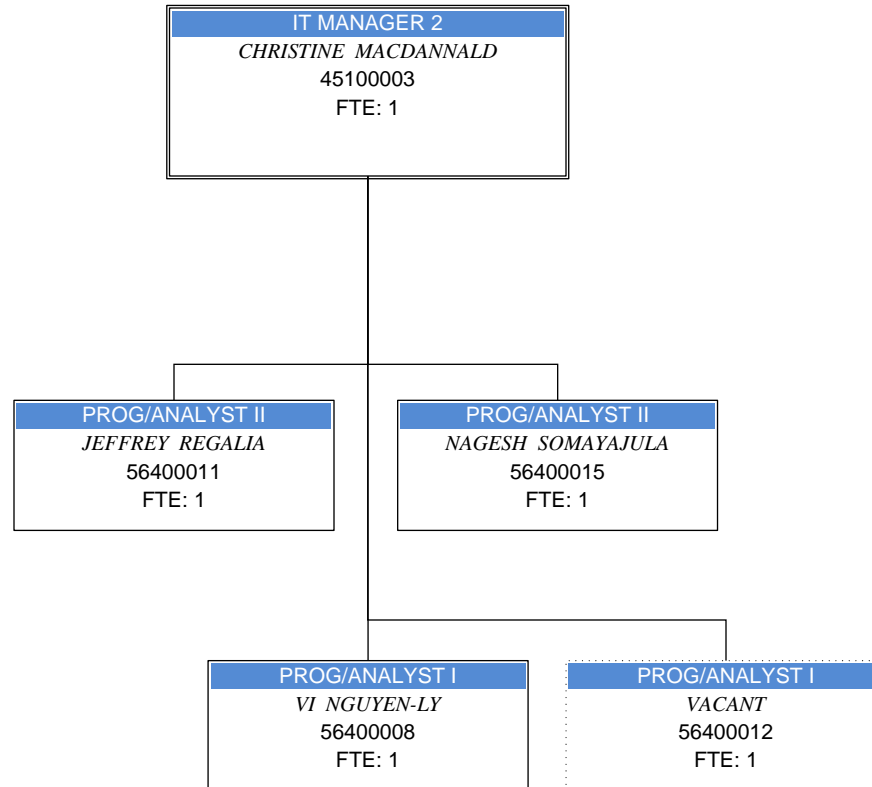 IT MANAGER 2
CHRISTINE MACDANNALD
45100003
FTE: 1
PROG/ANALYST II
JEFFREY REGALIA
56400011
FTE: 1
PROG/ANALYST II
NAGESH SOMAYAJULA
56400015
FTE: 1
PROG/ANALYST I
VI NGUYEN-LY
56400008
FTE: 1
PROG/ANALYST I
VACANT
56400012
FTE: 1